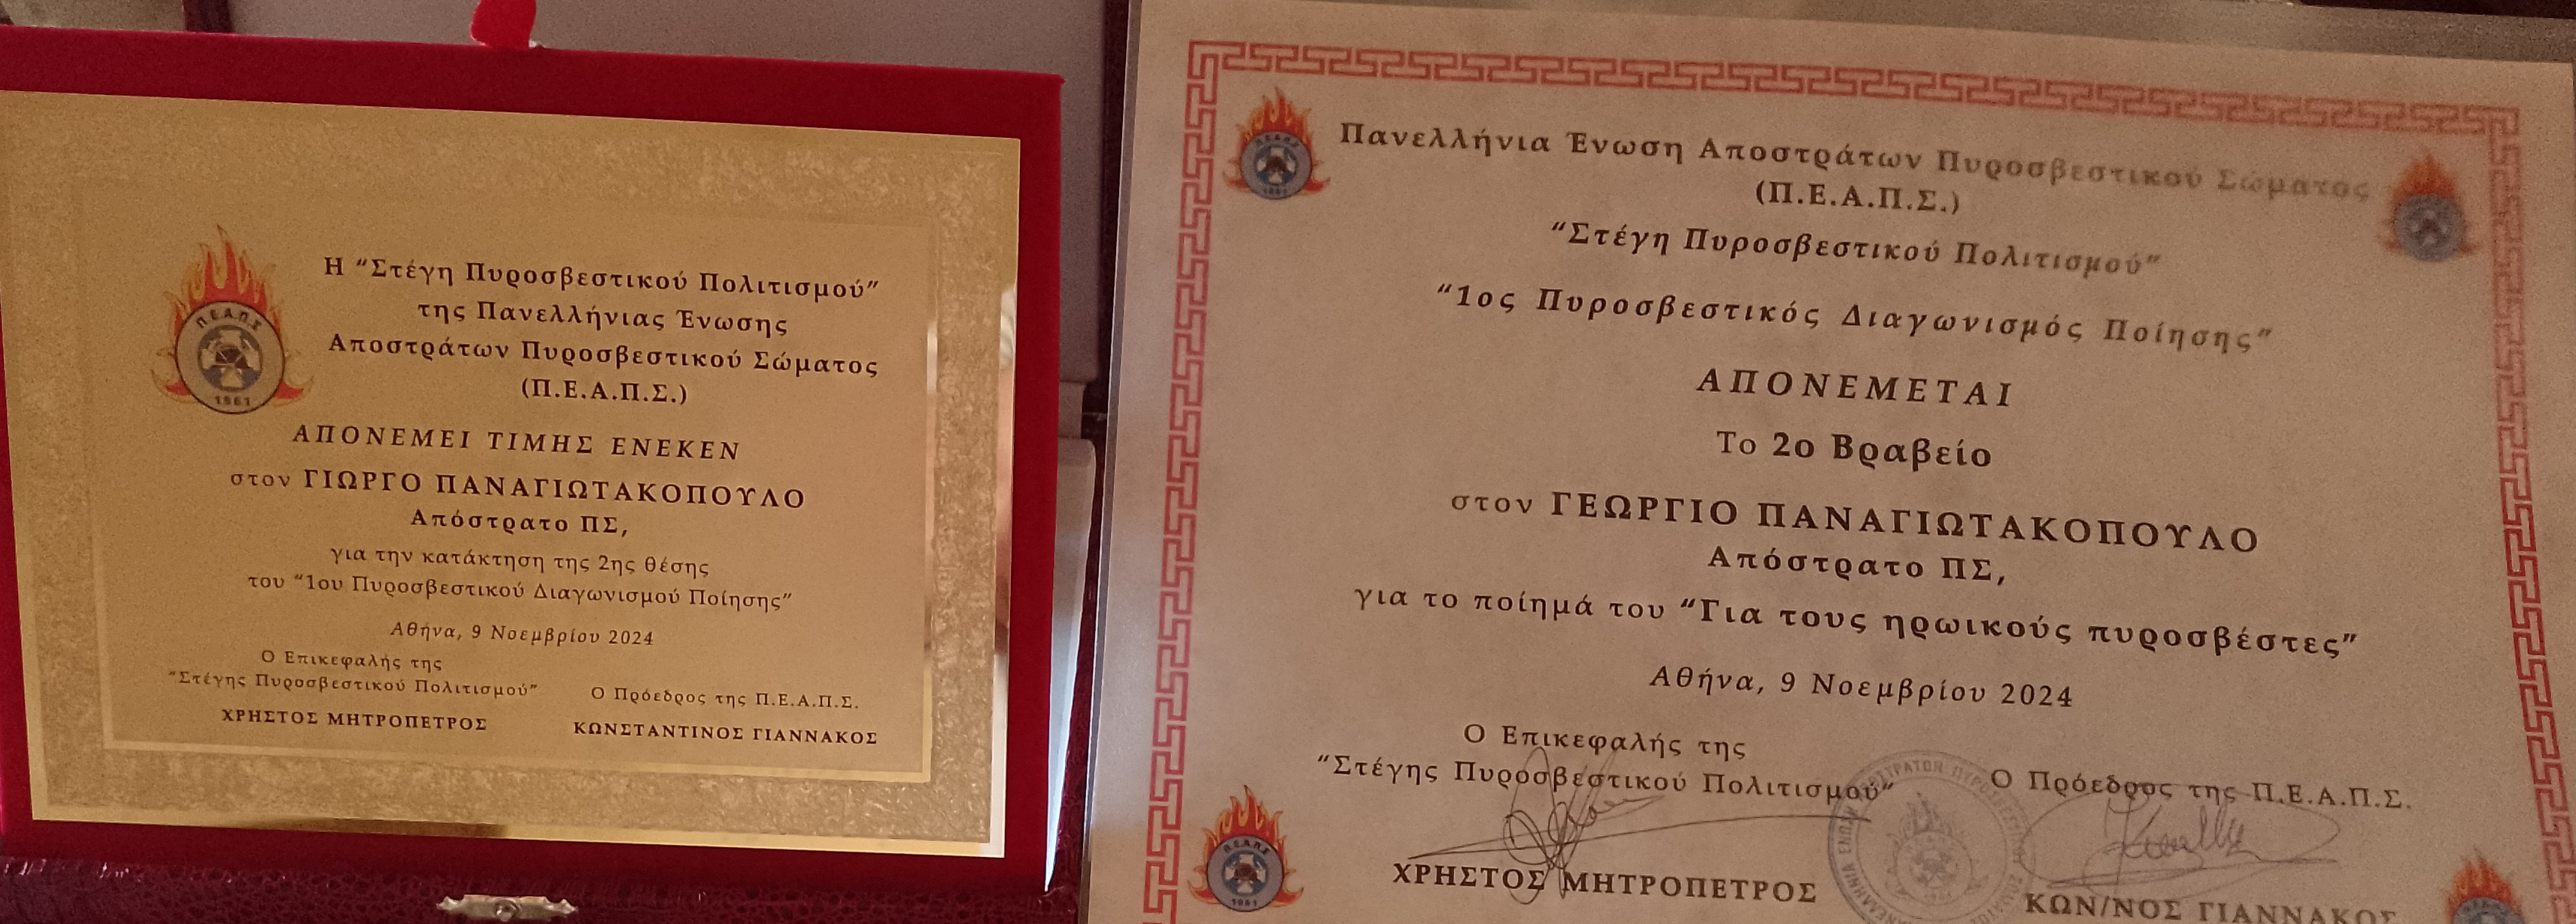 Η “Στέγη Πυροσβεστικού Πολιτισμού”
της Πανελλήνιας Ένωσης
Αποστράτων Πυροσβεστικού Σώματος
(Π.Ε.Α.Π.Σ.)
Π.Ε.Α.Π.Σ
1961
ΑΠΟΝΕΜΕΙ ΤΙΜΗΣ ΕΝΕΚΕΝ
στον ΓΙΩΡΓΟ ΠΑΝΑΓΙΩΤΑΚΟΠΟΥΛΟ
Απόστρατο ΠΣ,
για την κατάκτηση της 2ης θέσης
του “1ου Πυροσβεστικού Διαγωνισμού Ποίησης”
Αθήνα, 9 Νοεμβρίου 2024
Ο Επικεφαλής της
“Στέγης Πυροσβεστικού Πολιτισμού”
ΧΡΗΣΤΟΣ ΜΗΤΡΟΠΕΤΡΟΣ
Ο Πρόεδρος της Π.Ε.Α.Π.Σ.
ΚΩΝΣΤΑΝΤΙΝΟΣ ΓΙΑΝΝΑΚΟΣ
Πανελλήνια Ένωση Αποστράτων Πυροσβεστικού Σώματος
(Π.Ε.Α.Π.Σ.)
“Στέγη Πυροσβεστικού Πολιτισμού”
“1ος Πυροσβεστικός Διαγωνισμός Ποίησης”
ΑΠΟΝΕΜΕΤΑΙ
Το 2ο Βραβείο
στον ΓΕΩΡΓΙΟ ΠΑΝΑΓΙΩΤΑΚΟΠΟΥΛΟ
Απόστρατο ΠΣ,
για το ποίημά του “Για τους ηρωικούς πυροσβέστες”
Αθήνα, 9 Νοεμβρίου 2024
Ο Επικεφαλής της
“Στέγης Πυροσβεστικού Πολιτισμού”
ΧΡΗΣΤΟΣ ΜΗΤΡΟΠΕΤΡΟΣ
Ο Πρόεδρος της Π.Ε.Α.Π.Σ.
ΚΩΝ/ΝΟΣ ΓΙΑΝΝΑΚΟΣ
Π.Ε.Α.Π.Σ
1961